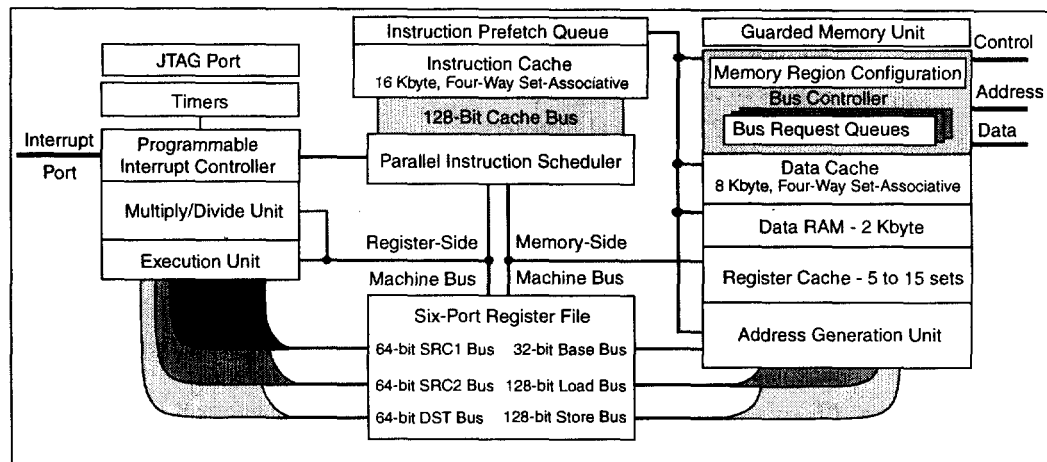 JTAG Port
Timers
Interrupt
Port
Programmable
Interrupt Controller
Multiply/Divide Unit
Execution Unit
Instruction Prefetch Queue
Instruction Cache
16 Kbyte, Four-Way Set-Associative
128-Bit Cache Bus
Parallel Instruction Scheduler
Register-Side
Machine Bus
Memory-Side
Machine Bus
Six-Port Register File
64-bit SRC1 Bus
32-bit Base Bus
64-bit SRC2 Bus
128-bit Load Bus
64-bit DST Bus
128-bit Store Bus
Guarded Memory Unit
Memory Region Configuration
Bus Controller
Bus Request Queues
Control
Address
Data
Data Cache
8 Kbyte, Four-Way Set-Associative
Data RAM - 2 Kbyte
Register Cache - 5 to 15 sets
Address Generation Unit